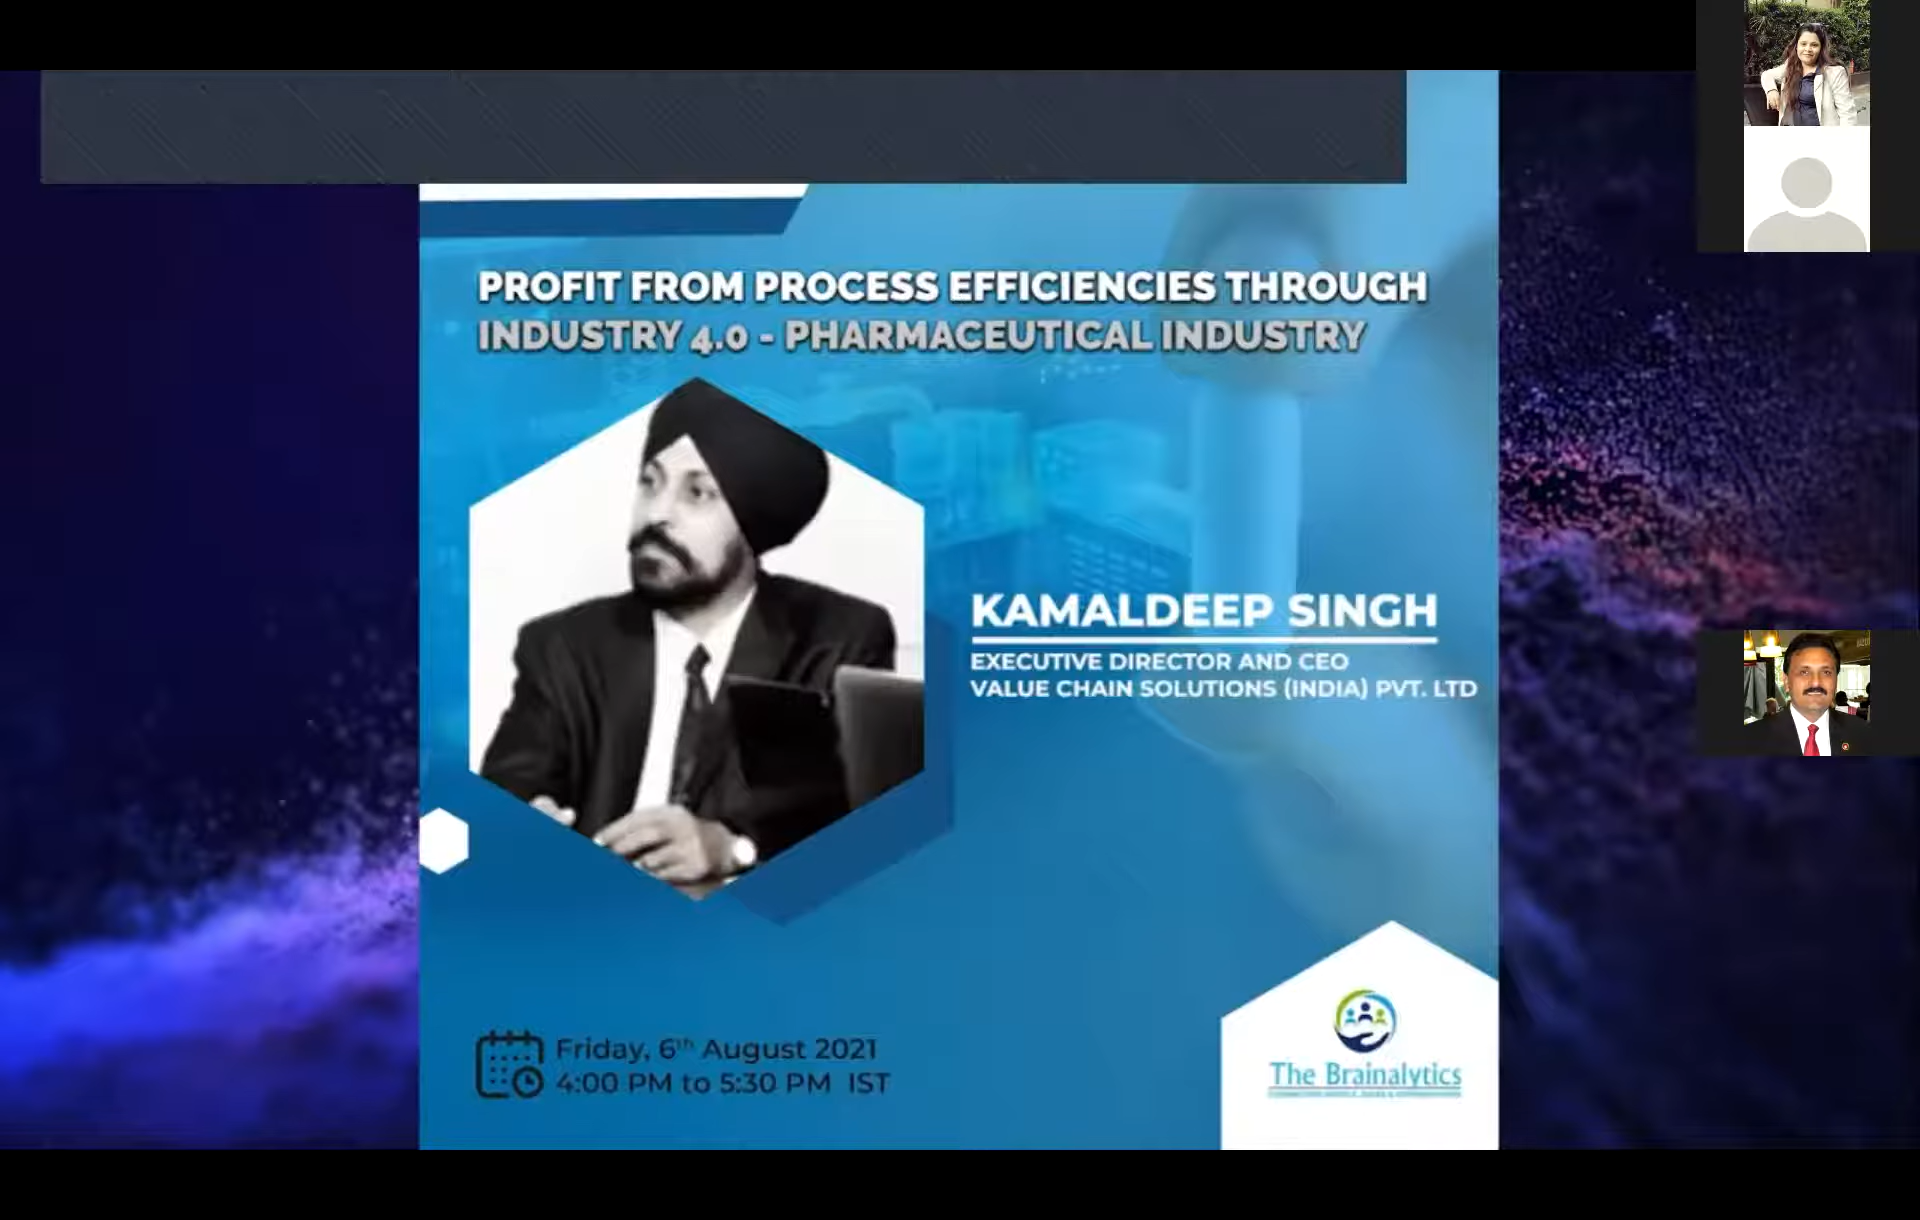 PROFIT FROM PROCESS EFFICIENCIES THROUGH
INDUSTRY 4.0 - PHARMACEUTICAL INDUSTRY
KAMALDEEP SINGH
EXECUTIVE DIRECTOR AND CEO
VALUE CHAIN SOLUTIONS (INDIA) PVT. LTD
Friday, 6th August 2021
4:00 PM to 5:30 PM IST
The Brainalytics